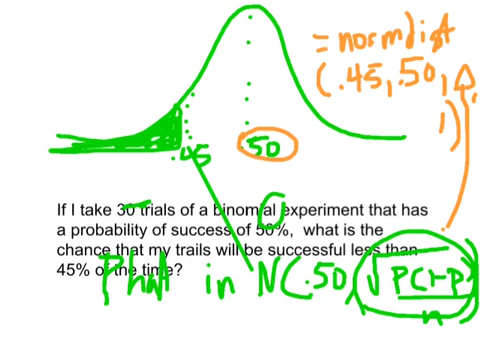 = normdist
(.45, .50, ^,
1)
.45
.50
If I take 30 trials of a binomial experiment that has
a probability of success of 50%, what is the
chance that my trails will be successful less than
45% of the time?
Phat in N(.50, √P(1-P)
n